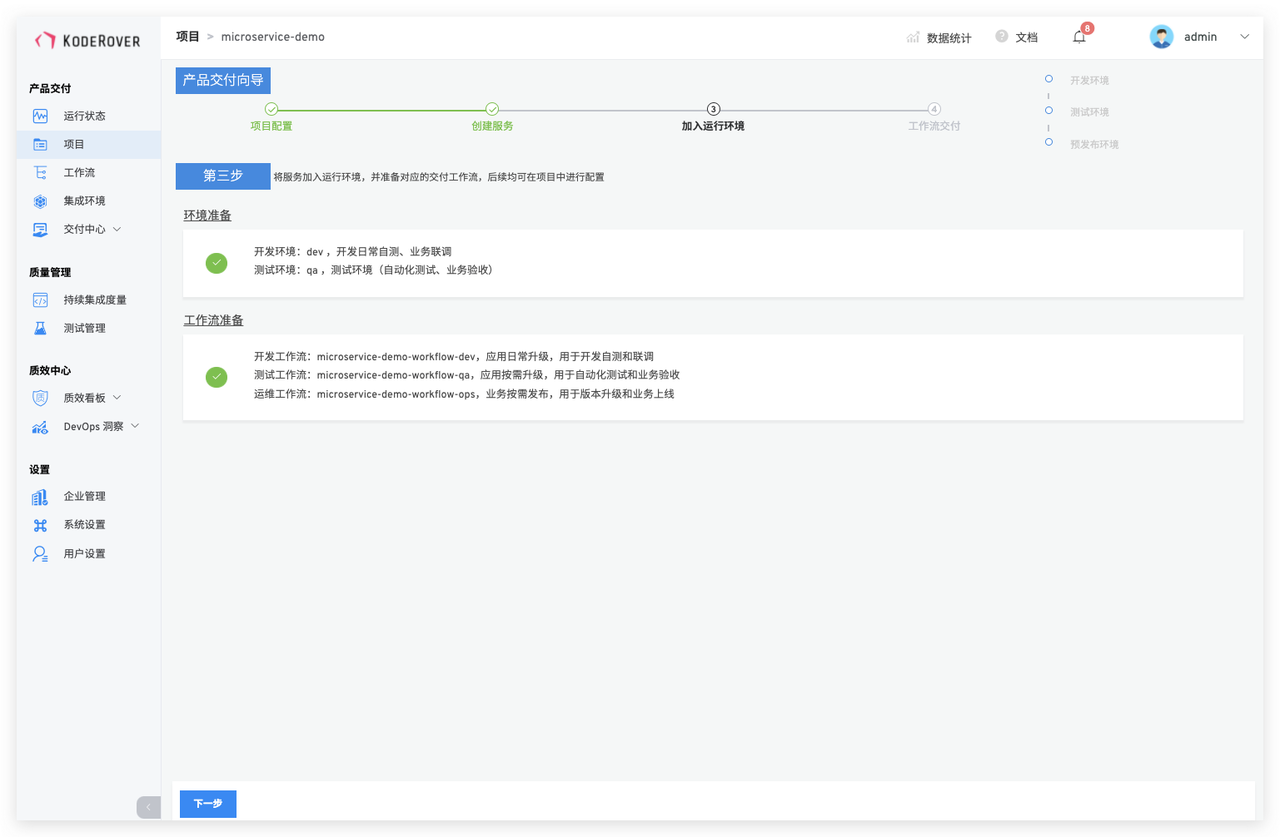 KODEROVER
项目 > microservice-demo
数据统计
文档
8
admin
产品交付
运行状态
项目
工作流
集成环境
交付中心
质量管理
持续集成度量
测试管理
质效中心
质效看板
DevOps 洞察
设置
企业管理
系统设置
用户设置
产品交付向导
项目配置
创建服务
3
加入运行环境
4
工作流交付
开发环境
测试环境
预发布环境
第三步
将服务加入运行环境，并准备对应的交付工作流，后续均可在项目中进行配置
环境准备
开发环境：dev ，开发日常自测、业务联调
测试环境：qa ，测试环境（自动化测试、业务验收）
工作流准备
开发工作流：microservice-demo-workflow-dev，应用日常升级，用于开发自测和联调
测试工作流：microservice-demo-workflow-qa，应用按需升级，用于自动化测试和业务验收
运维工作流：microservice-demo-workflow-ops，业务按需发布，用于版本升级和业务上线
下一步